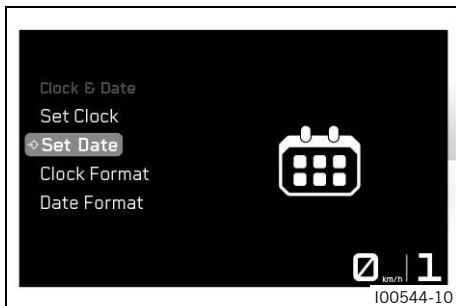 Clock & Date
Set Clock
Set Date
Clock Format
Date Format
0 km/h 1
I00544-10